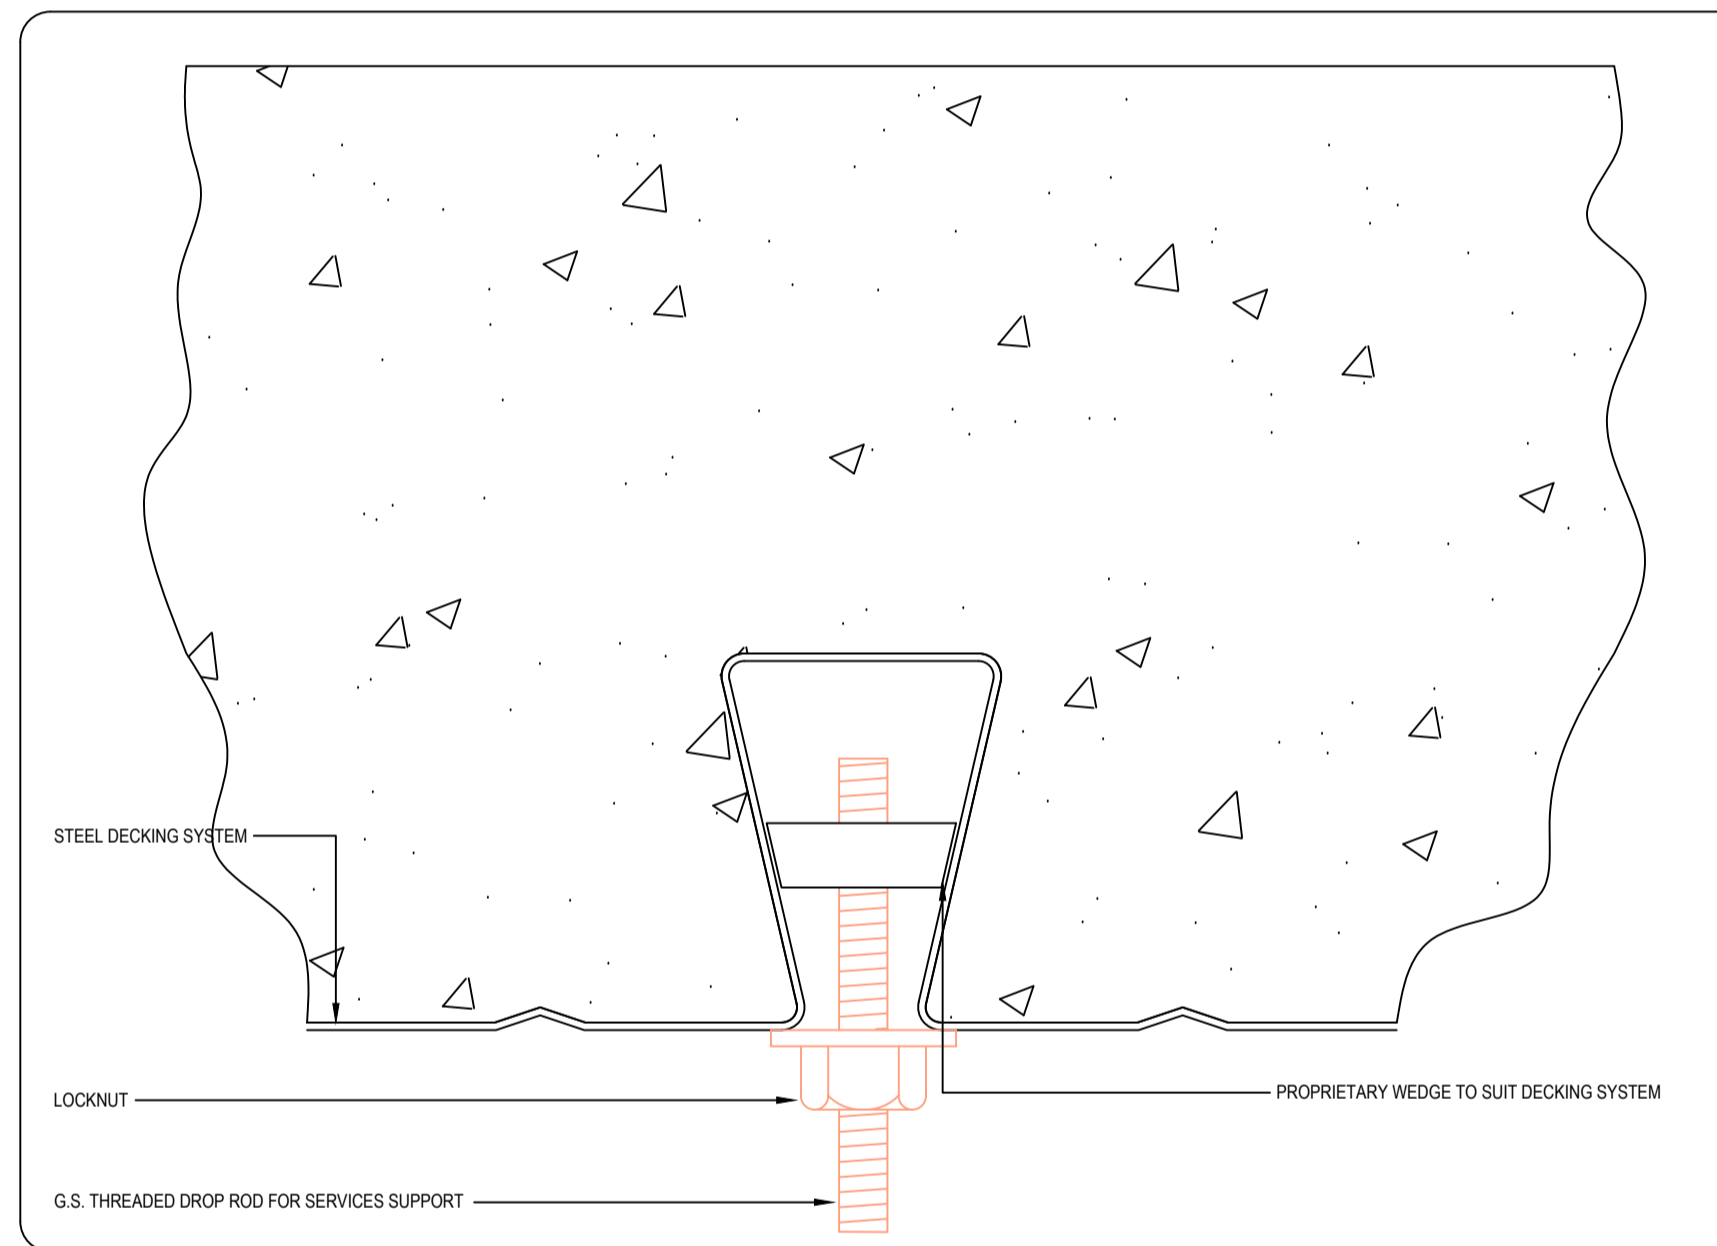 STEEL DECKING SYSTEM
PROPRIETARY WEDGE TO SUIT DECKING SYSTEM
LOCKNUT
G.S. THREADED DROP ROD FOR SERVICES SUPPORT